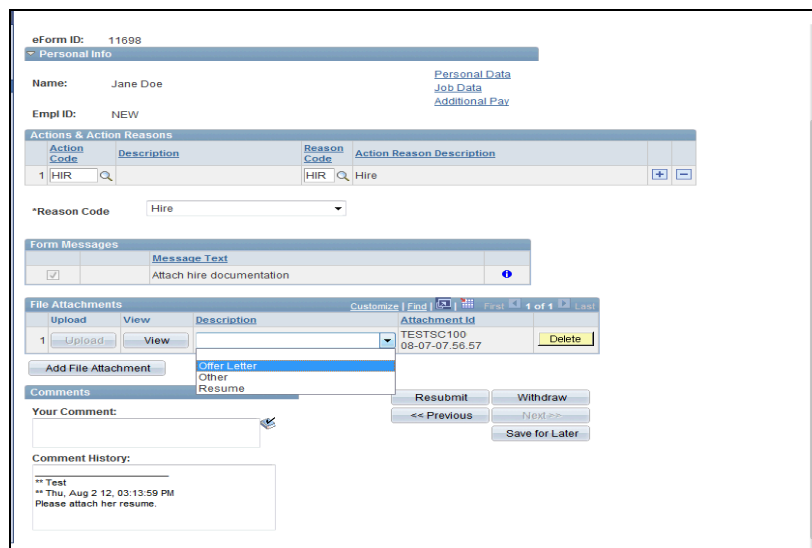 eForm ID: 11698
Personal Info
Name: Jane Doe
Personal Data
Job Data
Additional Pay
Empl ID: NEW
Actions & Action Reasons
Action Code Description Reason Code Action Reason Description
1 HIR HIR Hire
*Reason Code Hire
Form Messages
Message Text
Attach hire documentation
File Attachments Customize | Find | First 1 of 1 Last
Upload View Description Attachment Id
1 Upload View TESTSC100 08-07-07.56.57 Delete
Add File Attachment
Offer Letter
Other
Resume
Comments
Resubmit Withdraw
Your Comment:
<< Previous Next >>
Save for Later
Comment History:
** Test
** Thu, Aug 2 12, 03:13:59 PM
Please attach her resume.